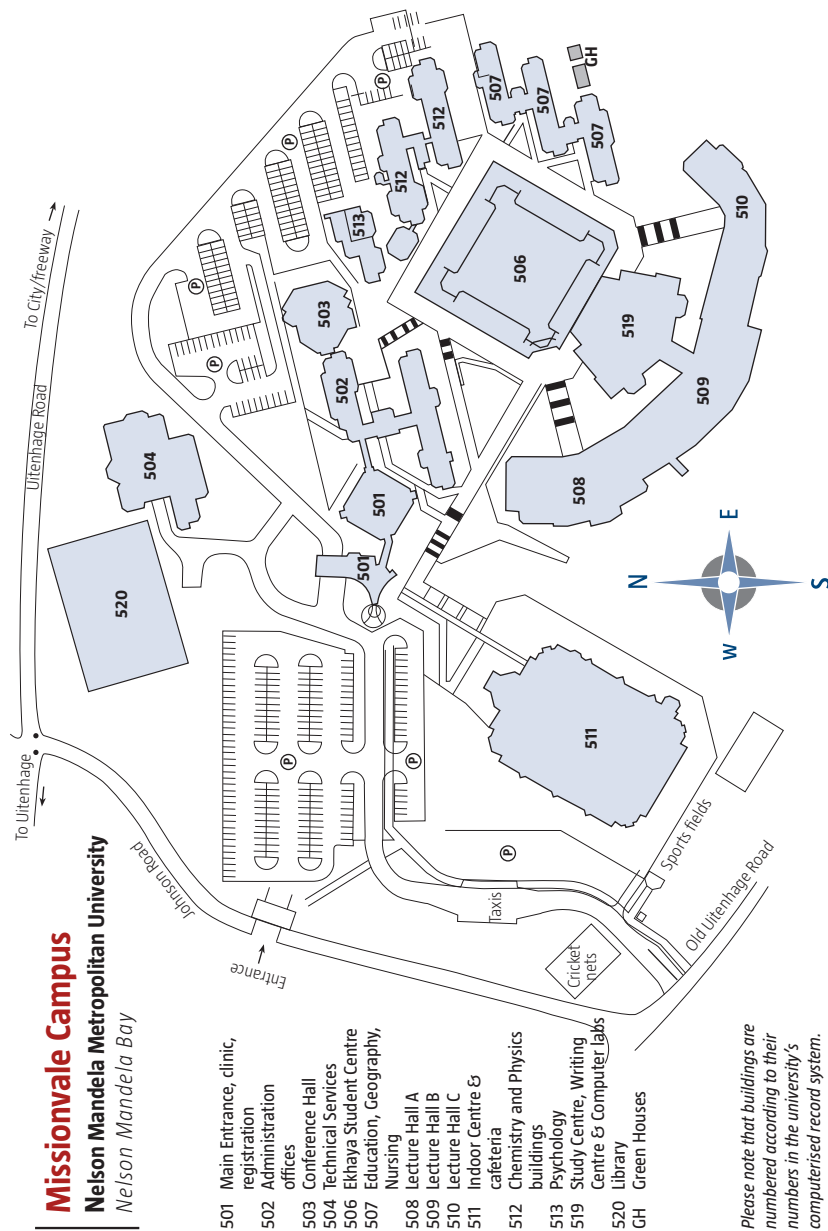 Missionvale Campus
Nelson Mandela Metropolitan University
Nelson Mandela Bay
501 Main Entrance, clinic,
registration
502 Administration
offices
503 Conference Hall
504 Technical Services
506 Ekhaya Student Centre
507 Education, Geography,
Nursing
508 Lecture Hall A
509 Lecture Hall B
510 Lecture Hall C
511 Indoor Centre &
cafeteria
512 Chemistry and Physics
buildings
513 Psychology
519 Study Centre, Writing
Centre & Computer labs
520 Library
GH Green Houses
Please note that buildings are
numbered according to their
numbers in the university's
computerised record system.
To Uitenhage
Uitenhage Road
To City/freeway
Johnson Road
Entrance
Taxis
Cricket
nets
Old Uitenhage Road
Sports fields
520
504
501
501
502
503
513
512
512
507
507
507
GH
506
519
510
509
508
511
P
P
P
P
P
P
P
N
E
S
W